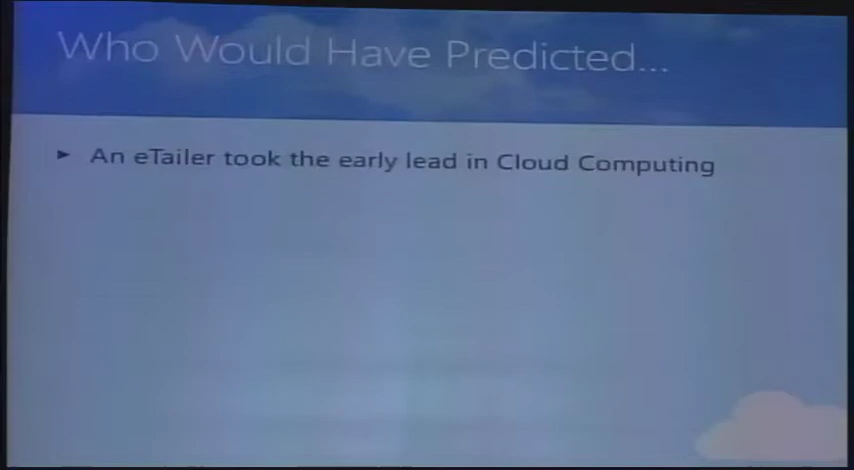 Who Would Have Predicted...
► An eTailer took the early lead in Cloud Computing